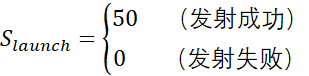 S_launch = { 50 （发射成功）
0 （发射失败）